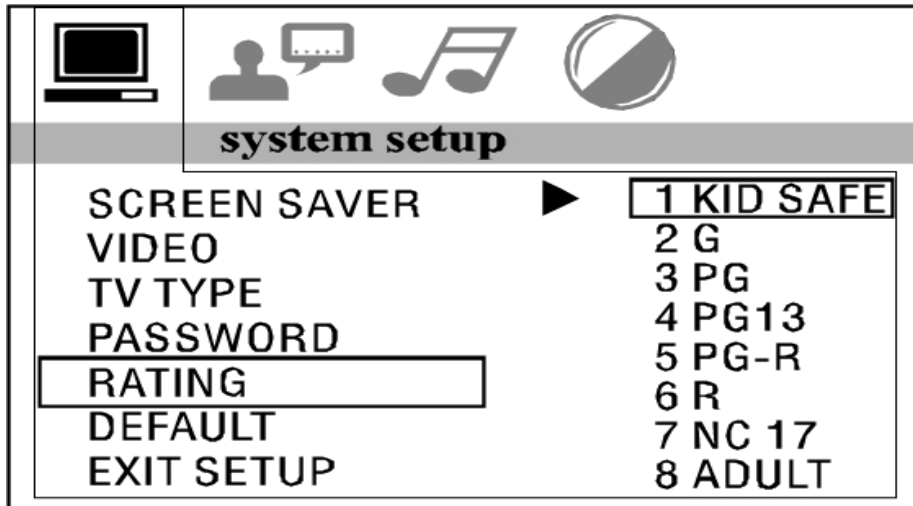 system setup
SCREEN SAVER
VIDEO
TV TYPE
PASSWORD
RATING
DEFAULT
EXIT SETUP
1 KID SAFE
2 G
3 PG
4 PG13
5 PG-R
6 R
7 NC 17
8 ADULT